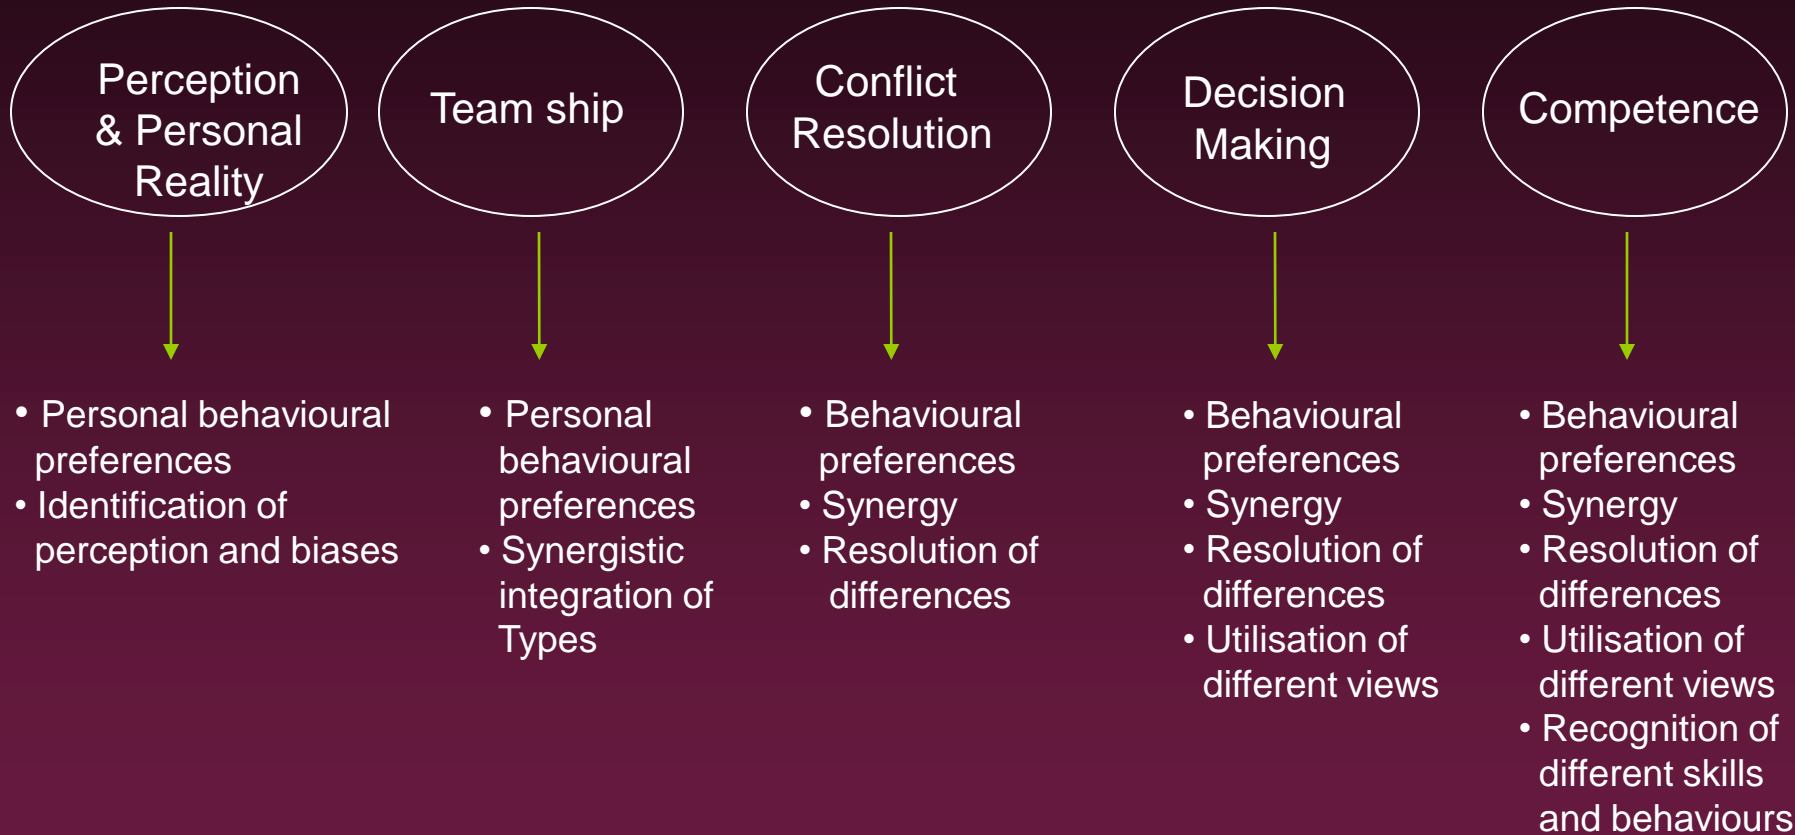 Perception
& Personal
Reality
Team ship
Conflict
Resolution
Decision
Making
Competence
• Personal behavioural
preferences
• Identification of
perception and biases
• Personal
behavioural
preferences
• Synergistic
integration of
Types
• Behavioural
preferences
• Synergy
• Resolution of
differences
• Behavioural
preferences
• Synergy
• Resolution of
differences
• Utilisation of
different views
• Behavioural
preferences
• Synergy
• Resolution of
differences
• Utilisation of
different views
• Recognition of
different skills
and behaviours